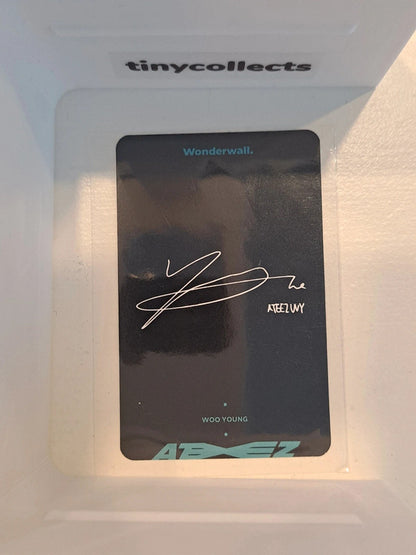 tinycollects
Wonderwall.
ATEEZ WY
WOO YOUNG
ATEEZ